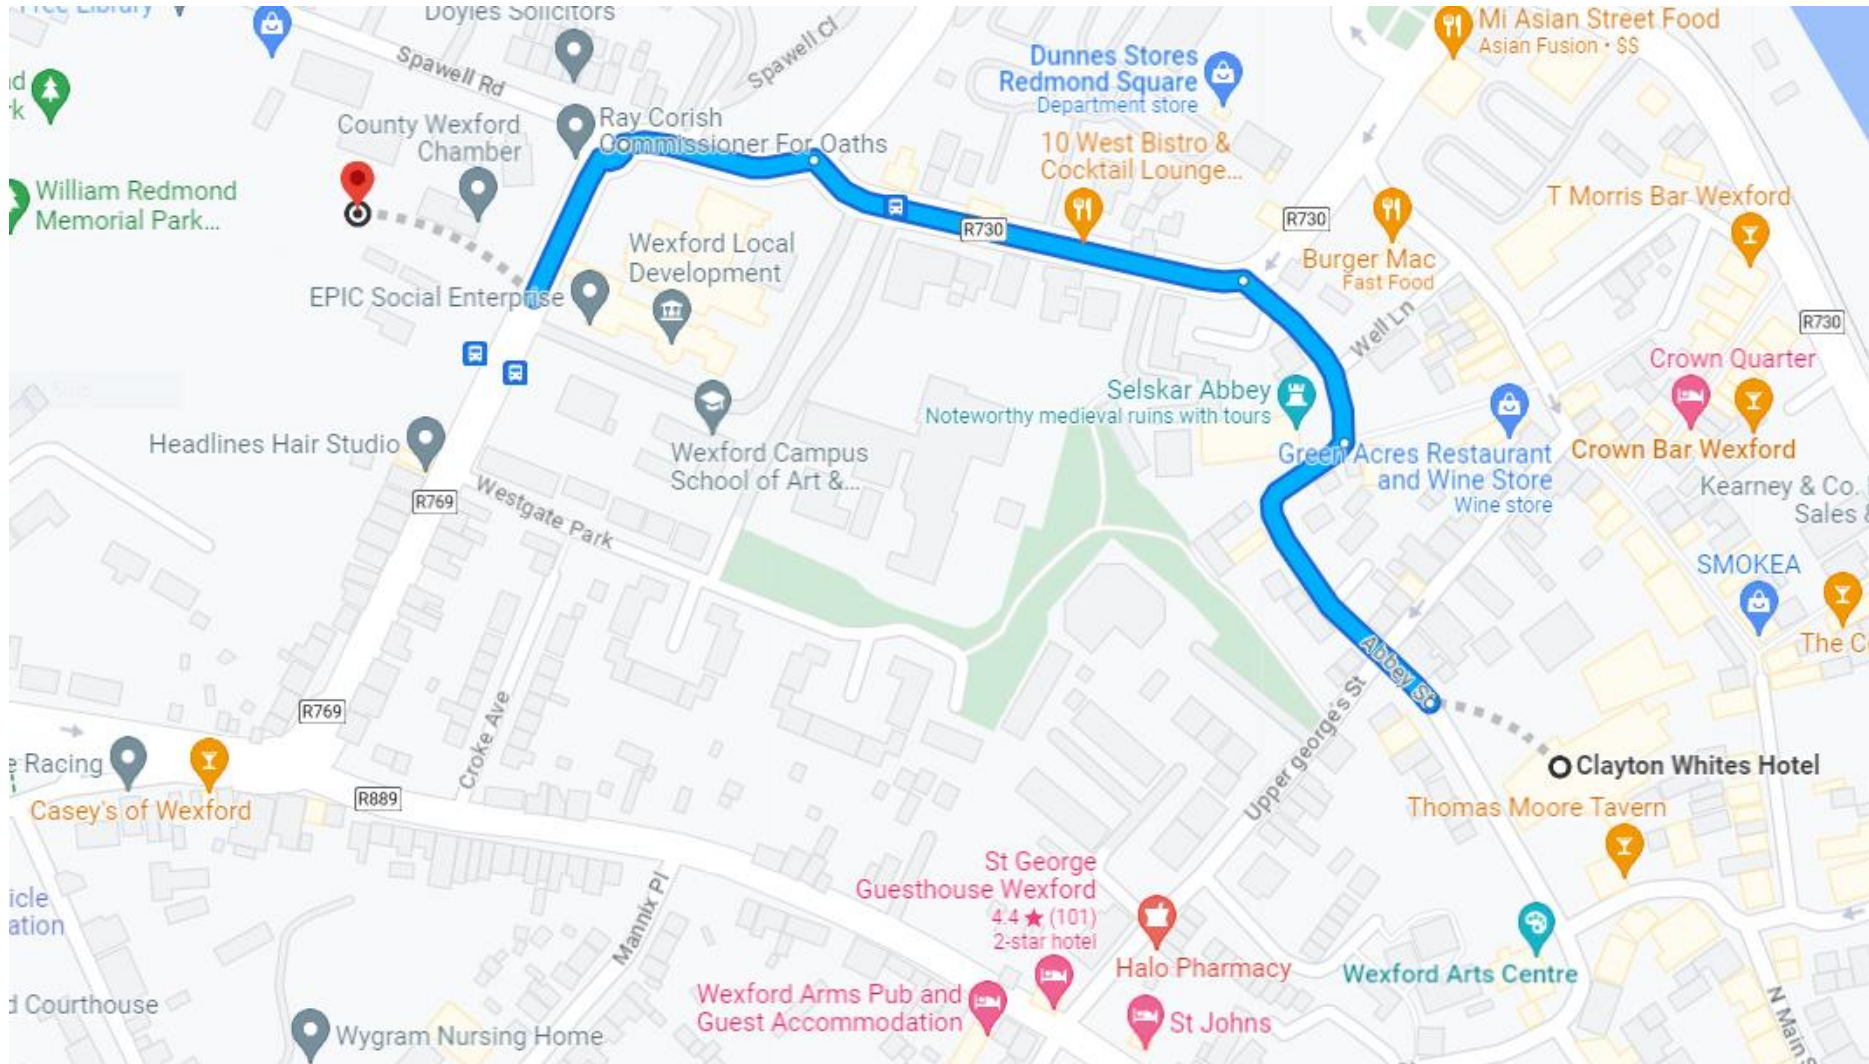 Free Library
Doyles Solicitors
Spawell Rd
Spawell Cl
Mi Asian Street Food
Asian Fusion · $$
Dunnes Stores
Redmond Square
Department store
County Wexford
Chamber
Ray Corish
Commissioner For Oaths
10 West Bistro &
Cocktail Lounge...
William Redmond
Memorial Park...
T Morris Bar Wexford
R730
R730
Wexford Local
Development
Burger Mac
Fast Food
EPIC Social Enterprise
R730
Well Ln
Crown Quarter
Selskar Abbey
Noteworthy medieval ruins with tours
Headlines Hair Studio
Wexford Campus
School of Art &...
Green Acres Restaurant
and Wine Store
Wine store
Crown Bar Wexford
Kearney & Co.
Sales &
R769
Westgate Park
SMOKEA
The C
Abbey St
R769
Croke Ave
Upper george's St
e Racing
Casey's of Wexford
R889
Clayton Whites Hotel
Thomas Moore Tavern
St George
Guesthouse Wexford
4.4 ★ (101)
2-star hotel
icle
ation
Mannix Pl
Halo Pharmacy
Wexford Arts Centre
d Courthouse
Wexford Arms Pub and
Guest Accommodation
St Johns
N Main S
Wygram Nursing Home